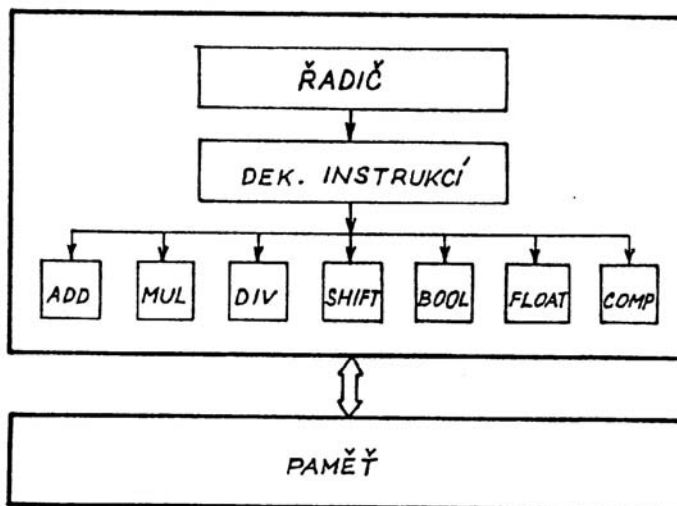 ŘADIČ
DEK. INSTRUKCÍ
ADD MUL DIV SHIFT BOOL FLOAT COMP
PAMĚŤ